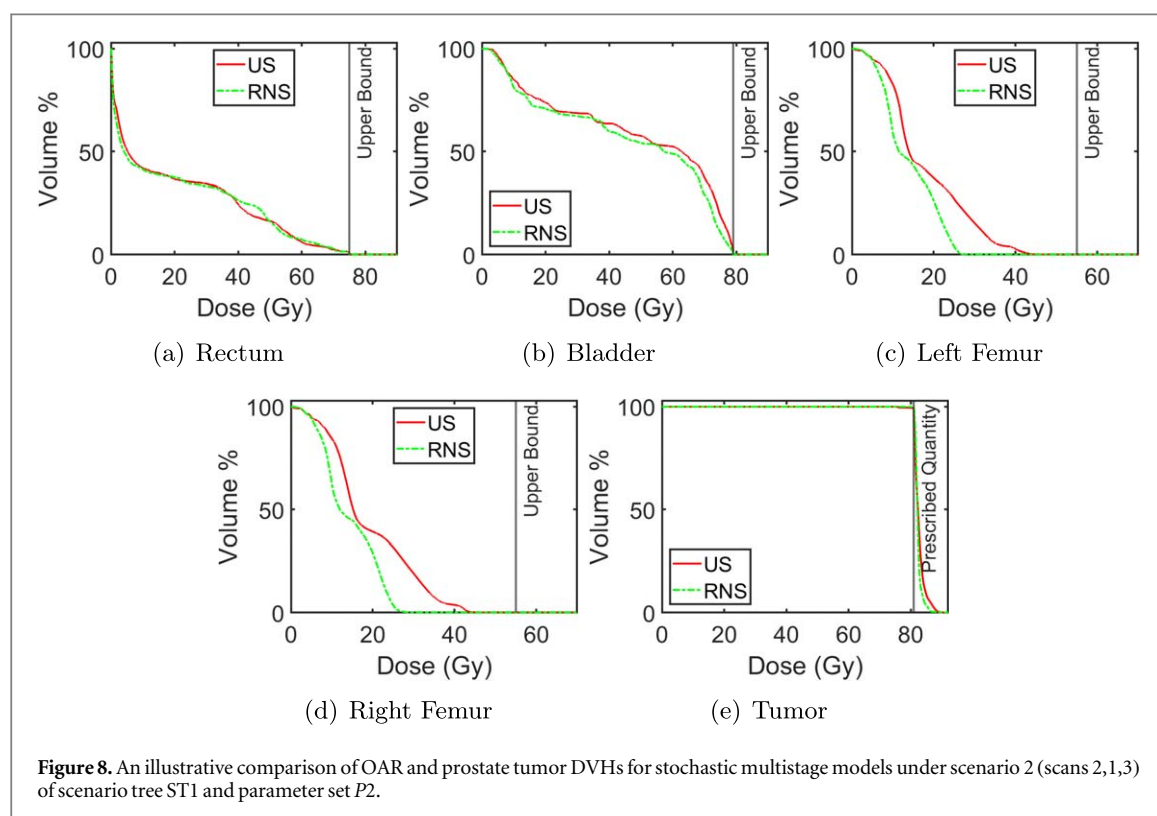 100
50
0
0 20 40 60 80
Volume %
Dose (Gy)
US
RNS
Upper Bound
(a) Rectum
100
50
0
0 20 40 60 80
Volume %
Dose (Gy)
US
RNS
Upper Bound
(b) Bladder
100
50
0
0 20 40 60
Volume %
Dose (Gy)
US
RNS
Upper Bound
(c) Left Femur
100
50
0
0 20 40 60
Volume %
Dose (Gy)
US
RNS
Upper Bound
(d) Right Femur
100
50
0
0 20 40 60 80
Volume %
Dose (Gy)
US
RNS
Prescribed Quantity
(e) Tumor
Figure 8. An illustrative comparison of OAR and prostate tumor DVHs for stochastic multistage models under scenario 2 (scans 2,1,3)
of scenario tree ST1 and parameter set P2.